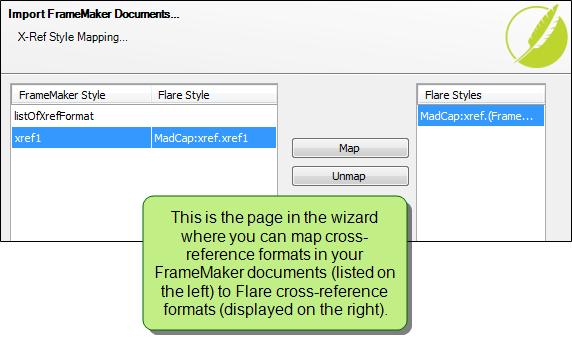 Import FrameMaker Documents...
X-Ref Style Mapping...
FrameMaker Style Flare Style Flare Styles
listOfXrefFormat MadCap:xref.(Frame...
xref1 MadCap:xref.xref1
Map
Unmap
This is the page in the wizard
where you can map cross-
reference formats in your
FrameMaker documents (listed on
the left) to Flare cross-reference
formats (displayed on the right).